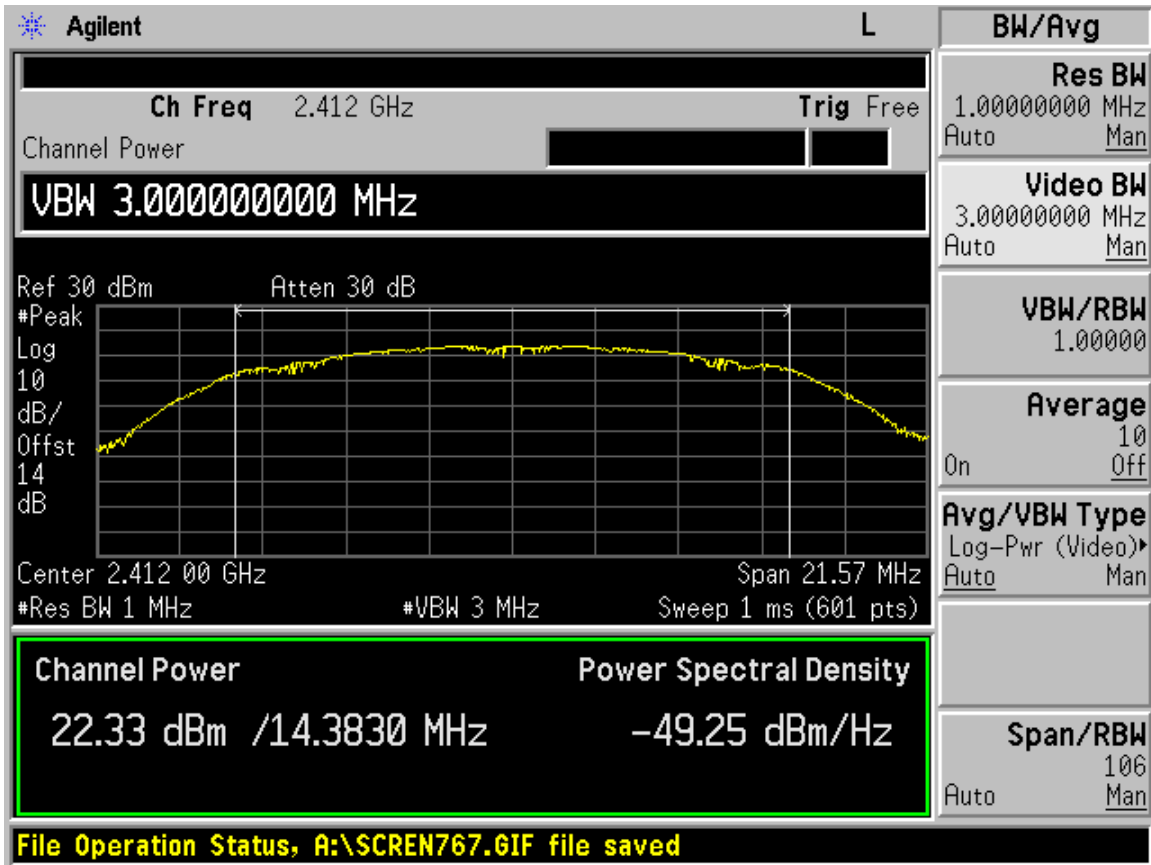 Agilent L
Ch Freq 2.412 GHz Trig Free
Channel Power
VBW 3.000000000 MHz
Ref 30 dBm Atten 30 dB
#Peak
Log
10
dB/
Offst
14
dB
Center 2.412 00 GHz Span 21.57 MHz
#Res BW 1 MHz #VBW 3 MHz Sweep 1 ms (601 pts)
Channel Power Power Spectral Density
22.33 dBm /14.3830 MHz -49.25 dBm/Hz
File Operation Status, A:\SCREN767.GIF file saved
BW/Avg
Res BW
1.00000000 MHz
Auto Man
Video BW
3.00000000 MHz
Auto Man
VBW/RBW
1.00000
Average
10
On Off
Avg/VBW Type
Log-Pwr (Video)▸
Auto Man
Span/RBW
106
Auto Man